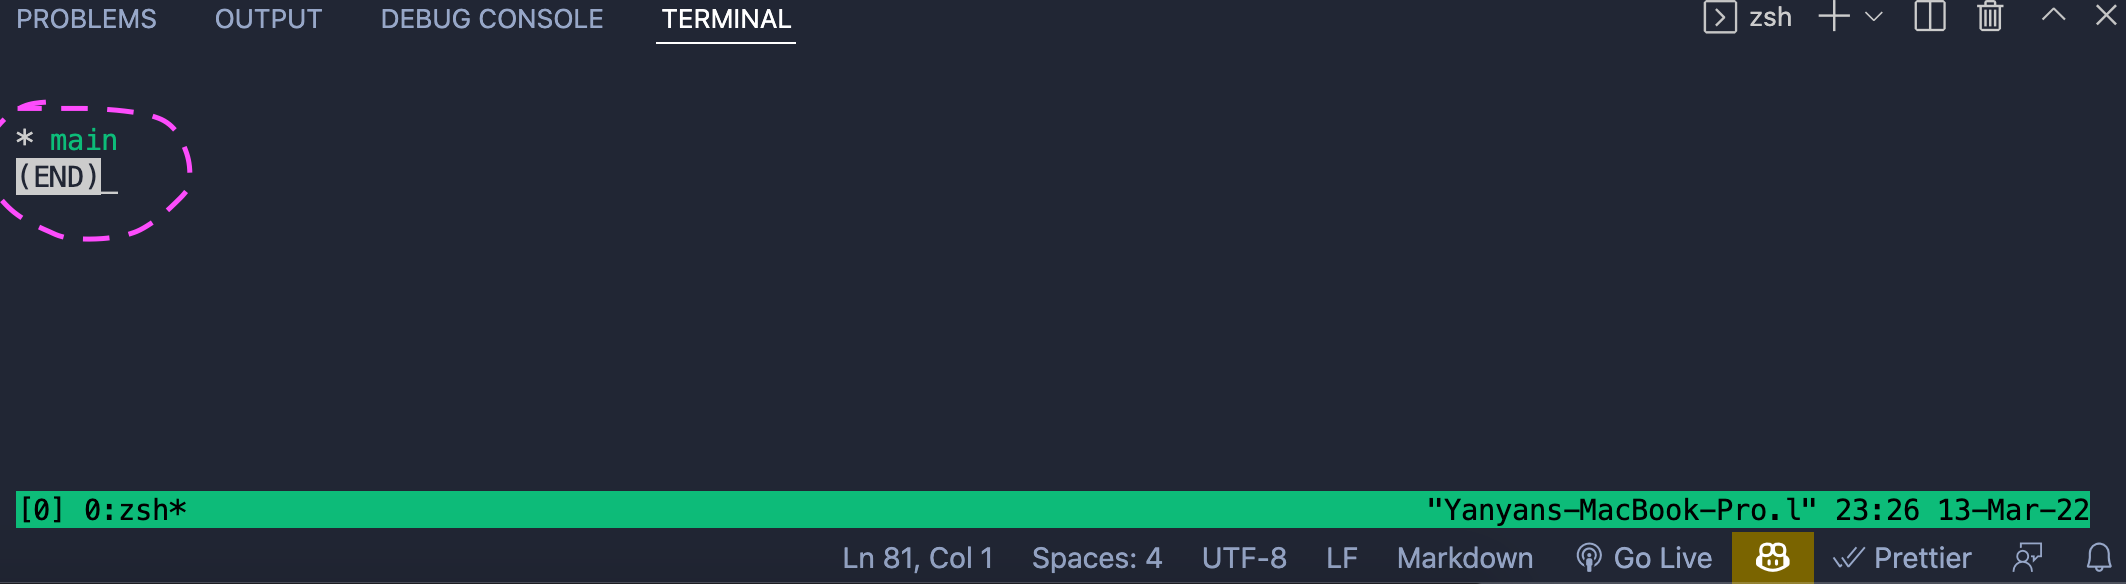 PROBLEMS OUTPUT DEBUG CONSOLE TERMINAL zsh
* main
(END)_
[0] 0:zsh* "Yanyans-MacBook-Pro.l" 23:26 13-Mar-22
Ln 81, Col 1 Spaces: 4 UTF-8 LF Markdown Go Live Prettier